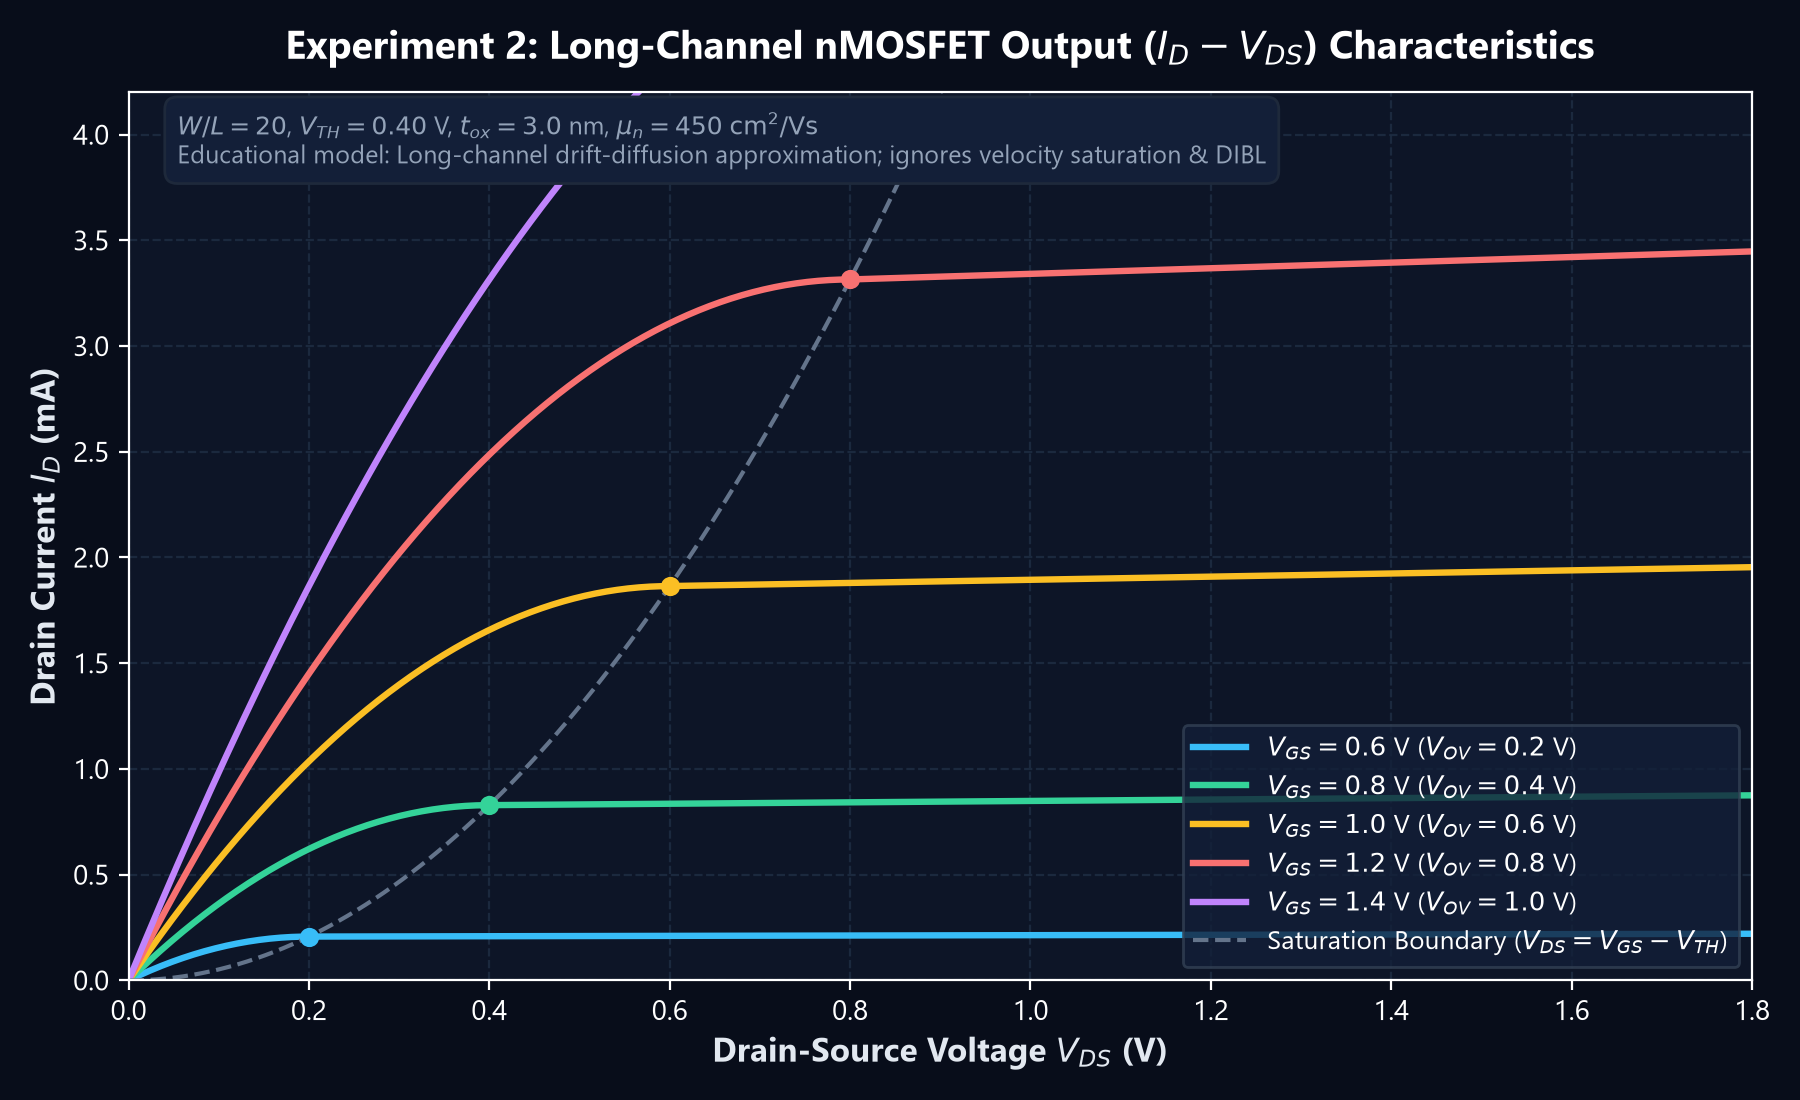 Experiment 2: Long-Channel nMOSFET Output (I_D − V_DS) Characteristics
W/L = 20, V_TH = 0.40 V, t_ox = 3.0 nm, μ_n = 450 cm²/Vs
Educational model: Long-channel drift-diffusion approximation; ignores velocity saturation & DIBL
Drain Current I_D (mA)
4.0
3.5
3.0
2.5
2.0
1.5
1.0
0.5
0.0
V_GS = 0.6 V (V_OV = 0.2 V)
V_GS = 0.8 V (V_OV = 0.4 V)
V_GS = 1.0 V (V_OV = 0.6 V)
V_GS = 1.2 V (V_OV = 0.8 V)
V_GS = 1.4 V (V_OV = 1.0 V)
Saturation Boundary (V_DS = V_GS − V_TH)
0.0 0.2 0.4 0.6 0.8 1.0 1.2 1.4 1.6 1.8
Drain-Source Voltage V_DS (V)